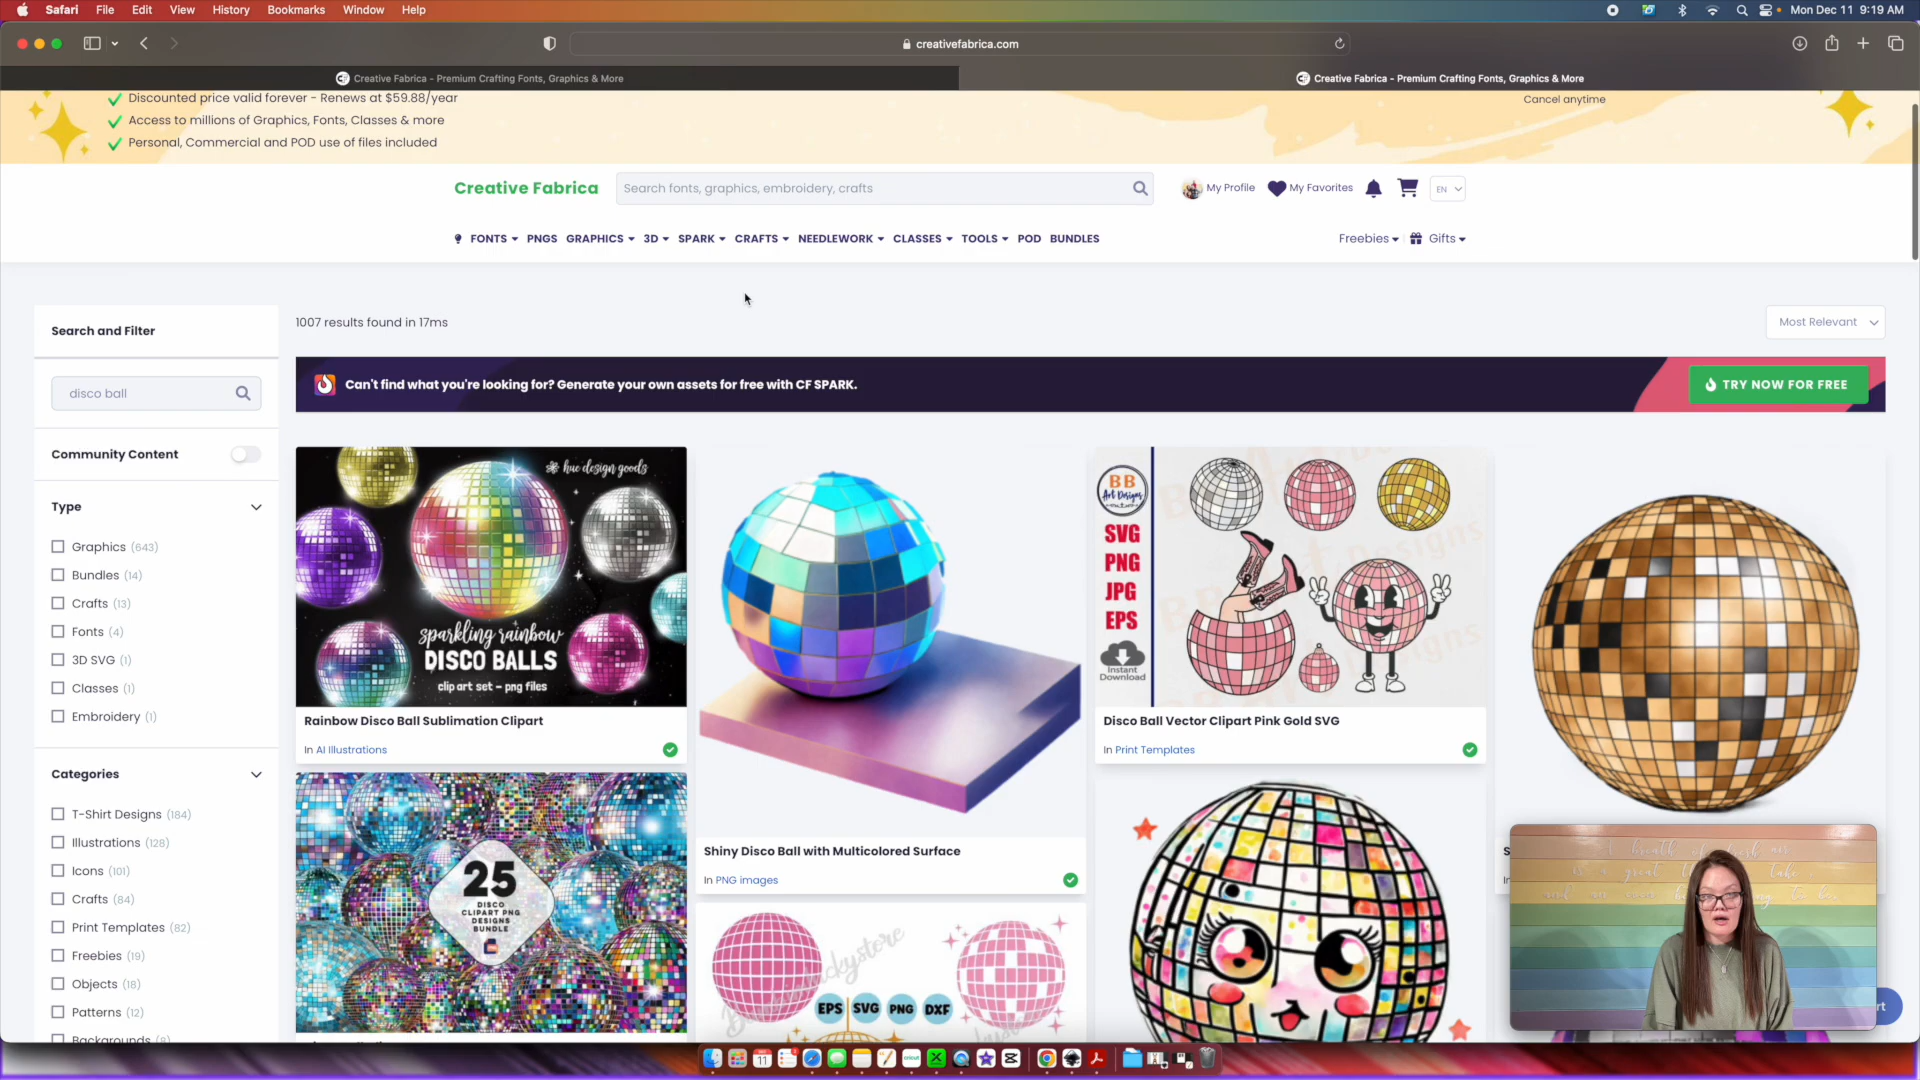 Safari File Edit View History Bookmarks Window Help
Mon Dec 11 9:19 AM
creativefabrica.com
Creative Fabrica - Premium Crafting Fonts, Graphics & More
Creative Fabrica - Premium Crafting Fonts, Graphics & More
Discounted price valid forever - Renews at $59.88/year
Cancel anytime
Access to millions of Graphics, Fonts, Classes & more
Personal, Commercial and POD use of files included
Creative Fabrica
Search fonts, graphics, embroidery, crafts
My Profile
My Favorites
EN
FONTS PNGS GRAPHICS 3D SPARK CRAFTS NEEDLEWORK CLASSES TOOLS POD BUNDLES
Freebies
Gifts
Search and Filter
1007 results found in 17ms
Most Relevant
disco ball
Can't find what you're looking for? Generate your own assets for free with CF SPARK.
TRY NOW FOR FREE
Community Content
Type
Graphics (643)
Bundles (14)
Crafts (13)
Fonts (4)
3D SVG (1)
Classes (1)
Embroidery (1)
Categories
T-Shirt Designs (184)
Illustrations (128)
Icons (101)
Crafts (84)
Print Templates (82)
Freebies (19)
Objects (18)
Patterns (12)
Backgrounds (8)
hue design goods
sparkling rainbow
DISCO BALLS
clip art set - png files
Rainbow Disco Ball Sublimation Clipart
In AI Illustrations
25
DISCO
CLIPART PNG
DESIGNS
BUNDLE
Shiny Disco Ball with Multicolored Surface
In PNG images
EPS SVG PNG DXF
BB
Art Designs
SVG
PNG
JPG
EPS
Instant
Download
Disco Ball Vector Clipart Pink Gold SVG
In Print Templates